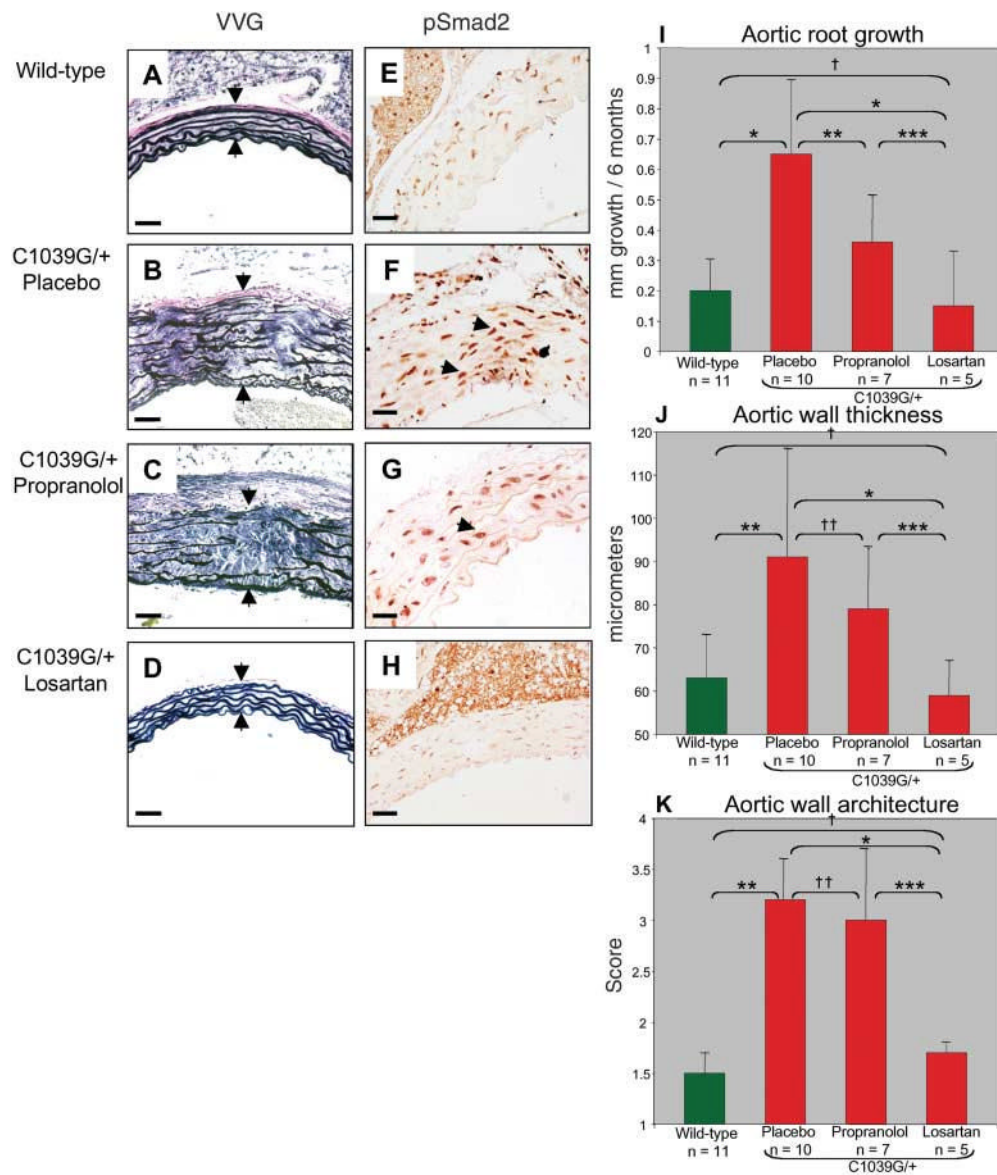 VVG
pSmad2
Wild-type
A
E
C1039G/+
Placebo
B
F
C1039G/+
Propranolol
C
G
C1039G/+
Losartan
D
H
I
Aortic root growth
mm growth / 6 months
1
0.9
0.8
0.7
0.6
0.5
0.4
0.3
0.2
0.1
0
†
*
* ** ***
Wild-type Placebo Propranolol Losartan
n = 11 n = 10 n = 7 n = 5
C1039G/+
J
Aortic wall thickness
micrometers
120
110
100
90
80
70
60
50
†
*
** †† ***
Wild-type Placebo Propranolol Losartan
n = 11 n = 10 n = 7 n = 5
C1039G/+
K
Aortic wall architecture
Score
4
3.5
3
2.5
2
1.5
1
†
*
** †† ***
Wild-type Placebo Propranolol Losartan
n = 11 n = 10 n = 7 n = 5
C1039G/+